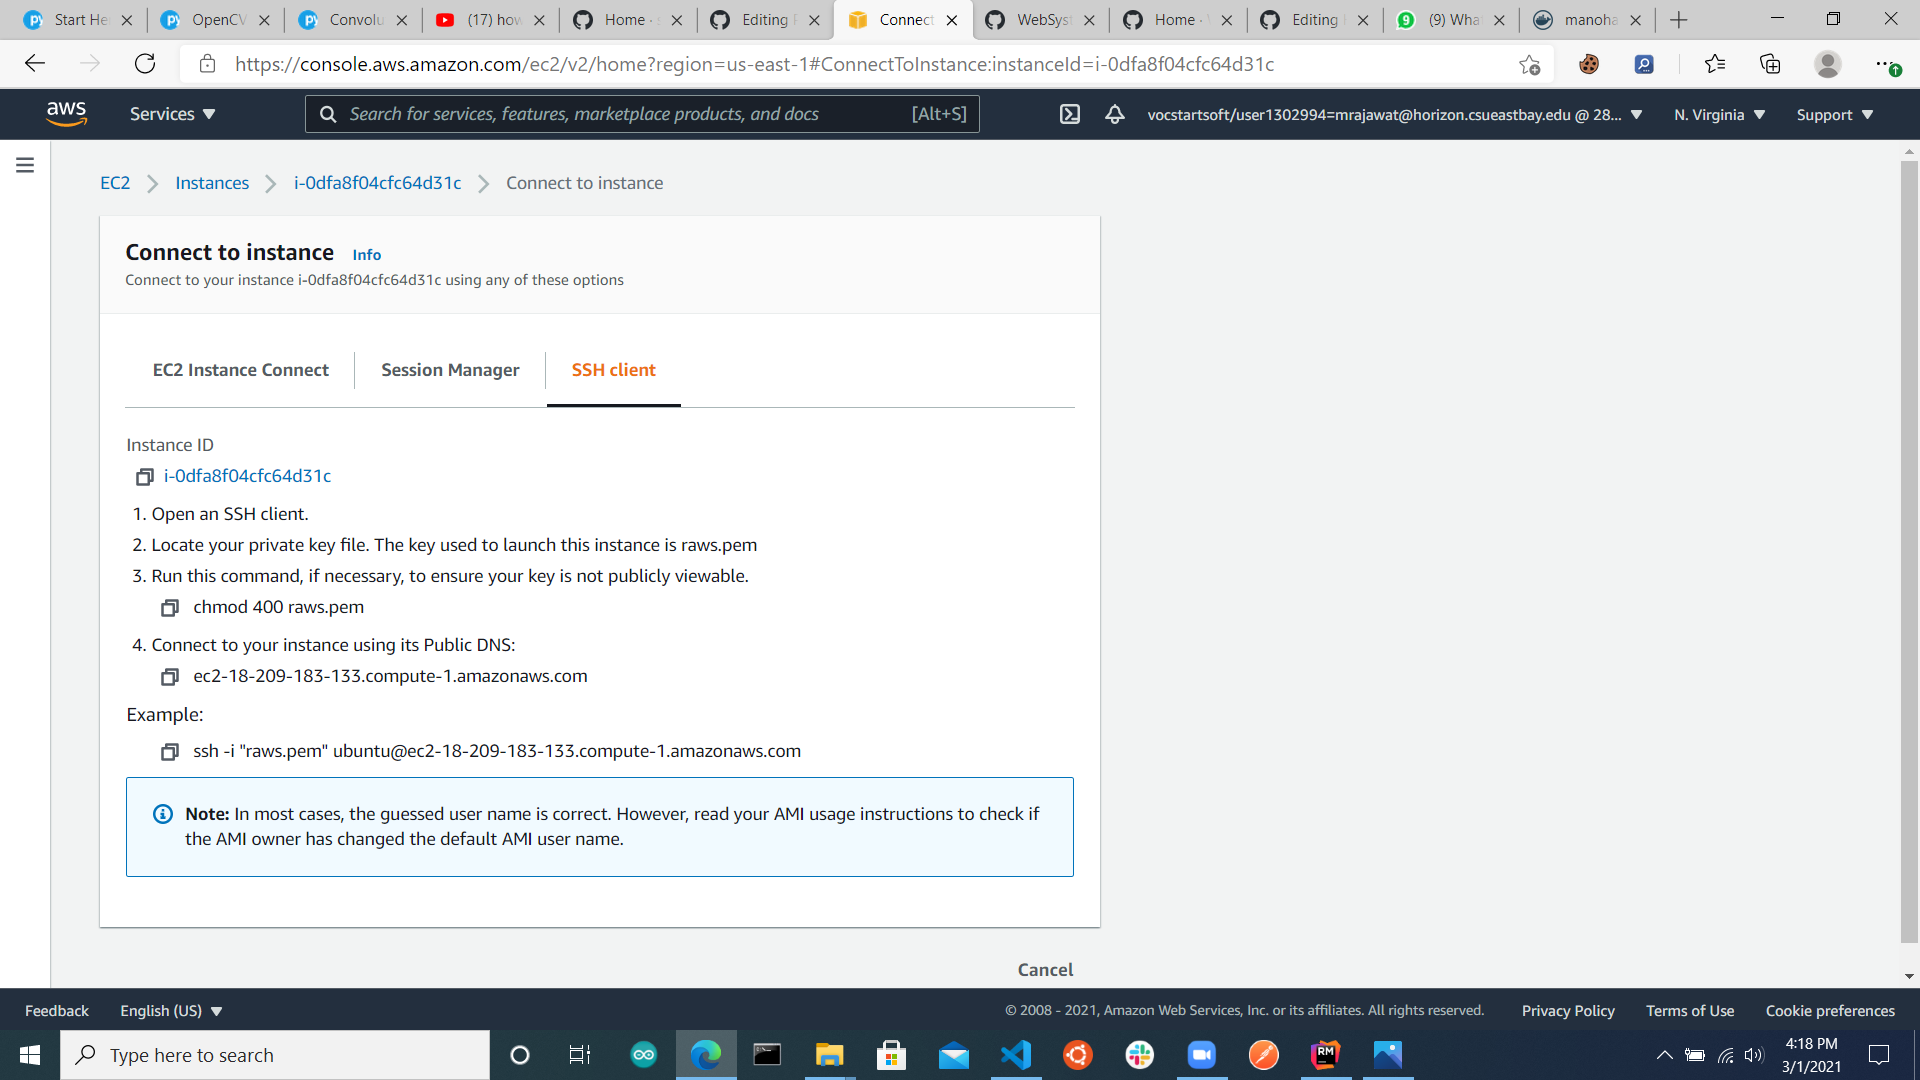 Start He
OpenCV
Convolu
(17) how
Home · s
Editing P
Connect
WebSyst
Home · W
Editing
9
(9) Wha
manoha
https://console.aws.amazon.com/ec2/v2/home?region=us-east-1#ConnectToInstance:instanceId=i-0dfa8f04cfc64d31c
aws
Services
Search for services, features, marketplace products, and docs
[Alt+S]
vocstartsoft/user1302994=mrajawat@horizon.csueastbay.edu @ 28...
N. Virginia
Support
EC2
Instances
i-0dfa8f04cfc64d31c
Connect to instance
Connect to instance Info
Connect to your instance i-0dfa8f04cfc64d31c using any of these options
EC2 Instance Connect
Session Manager
SSH client
Instance ID
i-0dfa8f04cfc64d31c
1. Open an SSH client.
2. Locate your private key file. The key used to launch this instance is raws.pem
3. Run this command, if necessary, to ensure your key is not publicly viewable.
chmod 400 raws.pem
4. Connect to your instance using its Public DNS:
ec2-18-209-183-133.compute-1.amazonaws.com
Example:
ssh -i "raws.pem" ubuntu@ec2-18-209-183-133.compute-1.amazonaws.com
Note: In most cases, the guessed user name is correct. However, read your AMI usage instructions to check if
the AMI owner has changed the default AMI user name.
Cancel
Feedback
English (US)
© 2008 - 2021, Amazon Web Services, Inc. or its affiliates. All rights reserved.
Privacy Policy
Terms of Use
Cookie preferences
Type here to search
RM
4:18 PM
3/1/2021